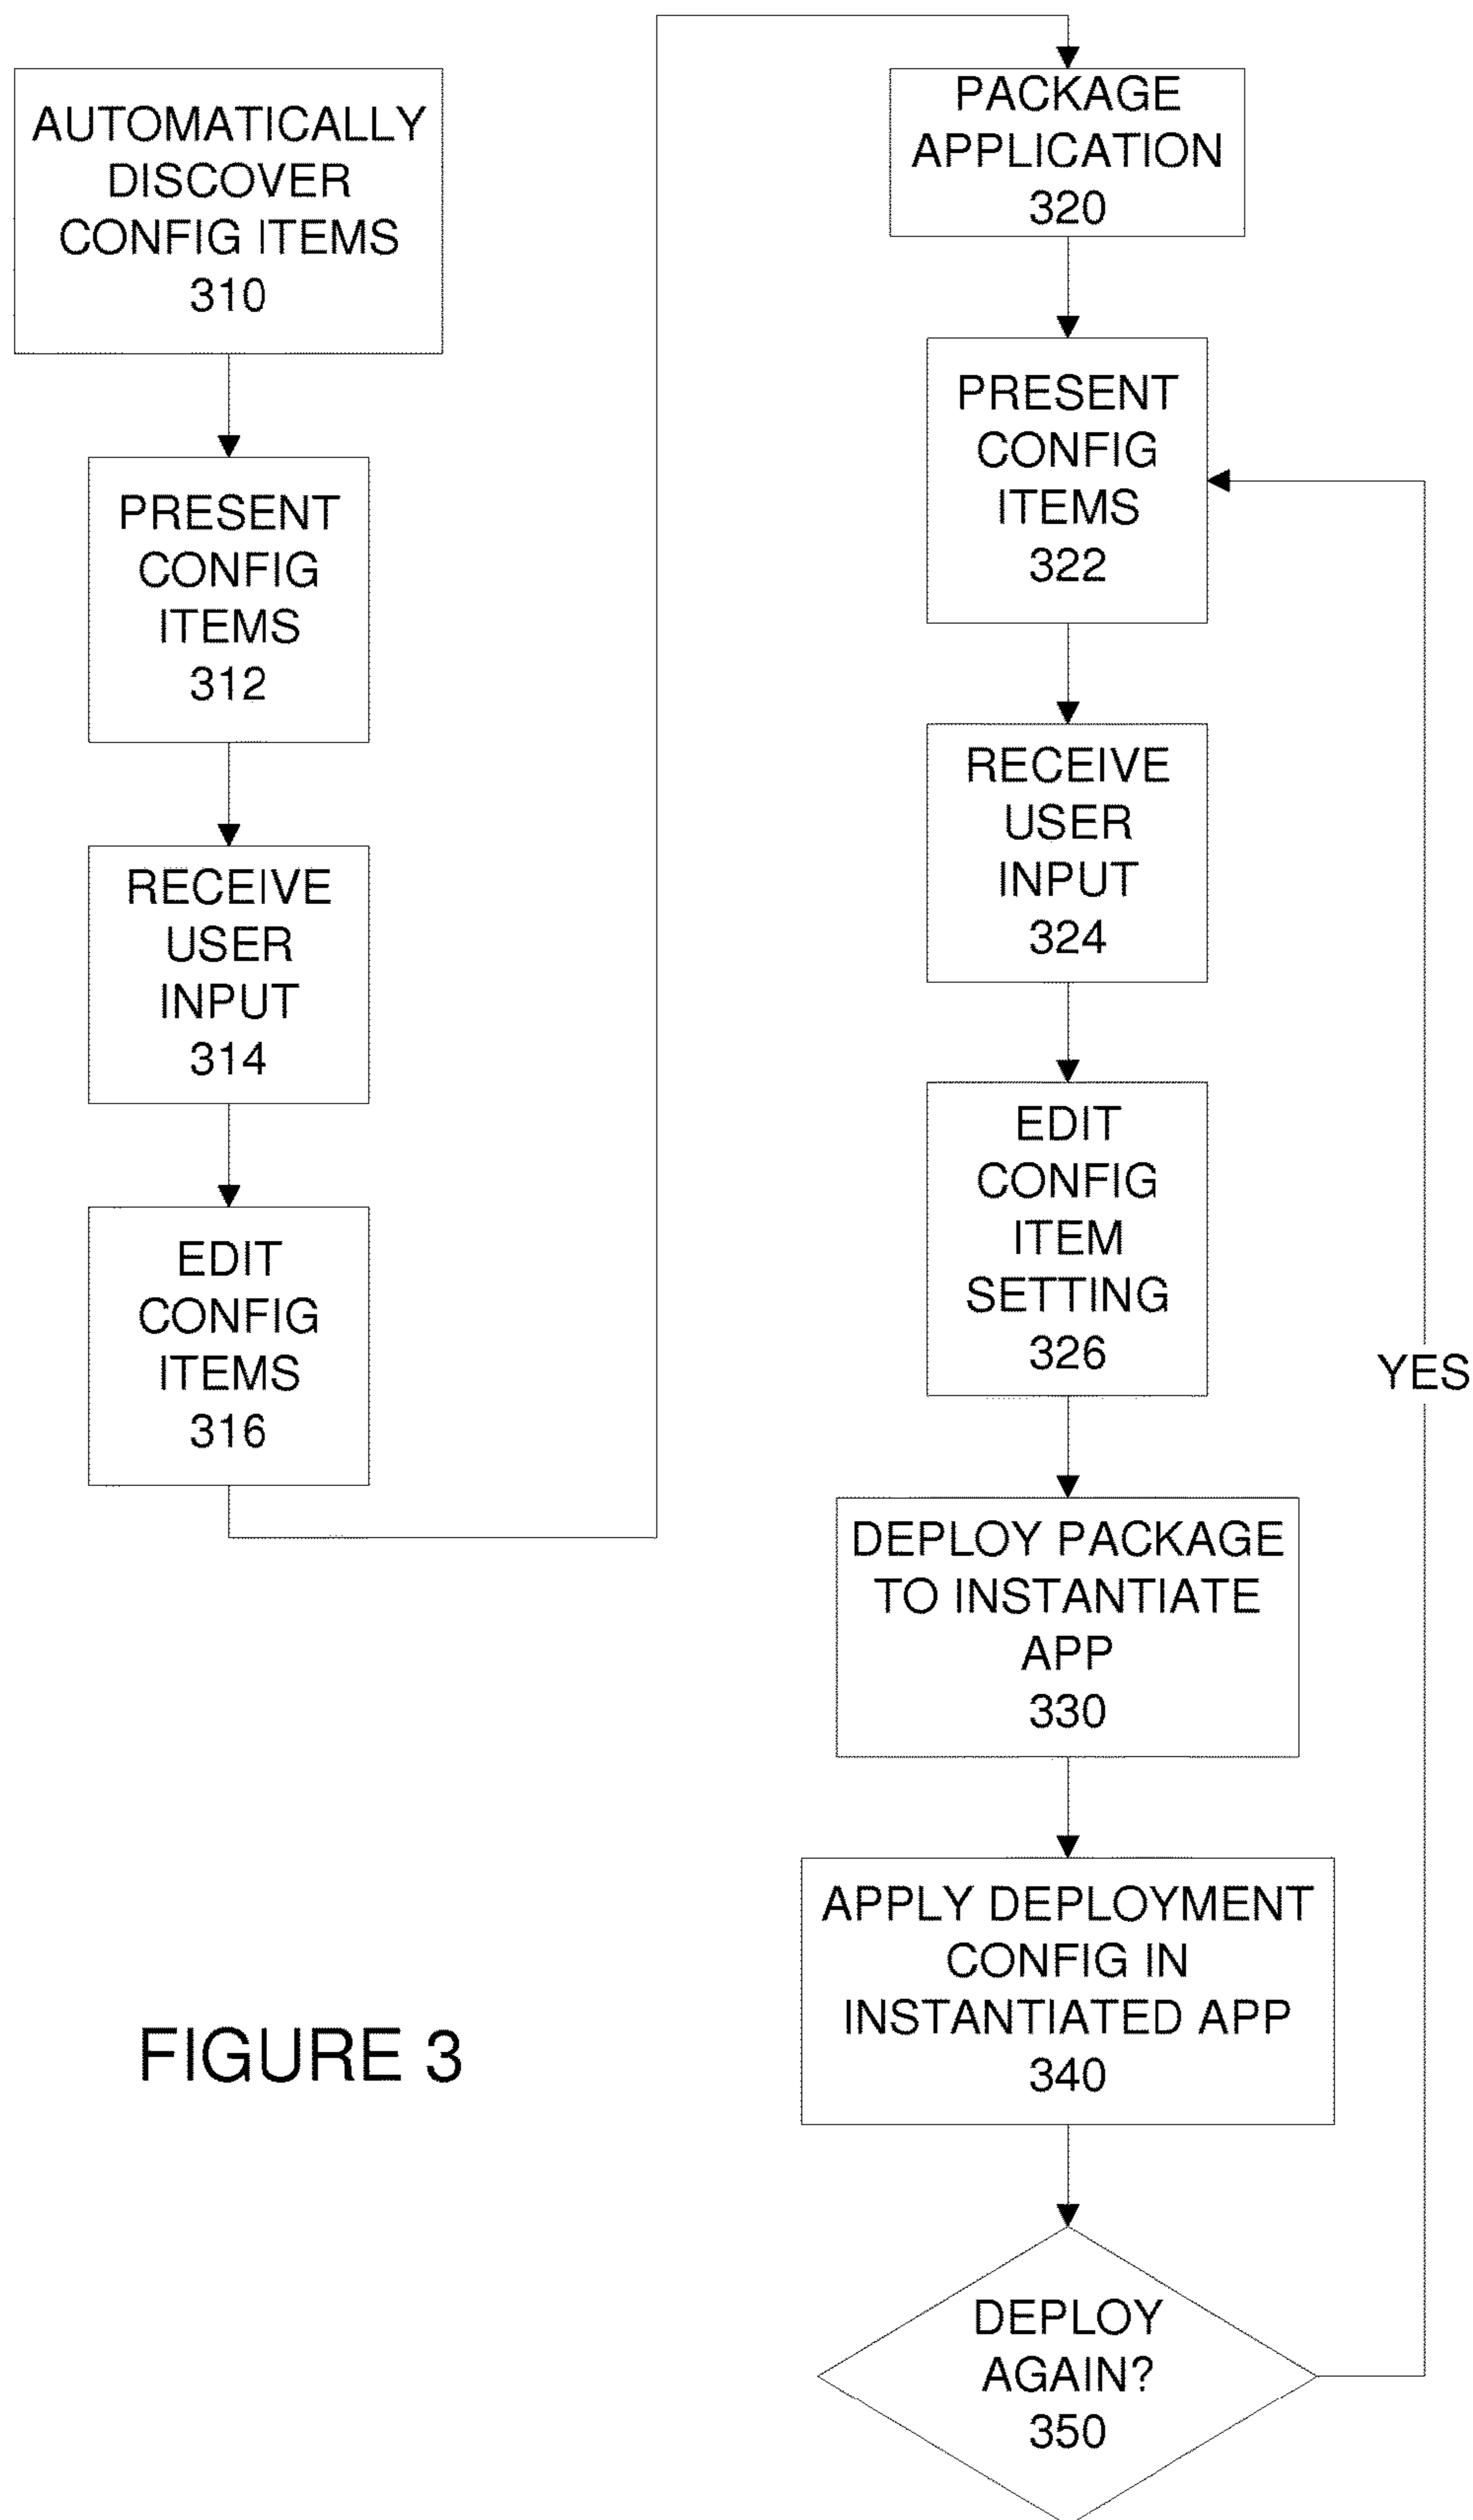 AUTOMATICALLY
DISCOVER
CONFIG ITEMS
310
PRESENT
CONFIG
ITEMS
312
RECEIVE
USER
INPUT
314
EDIT
CONFIG
ITEMS
316
PACKAGE
APPLICATION
320
PRESENT
CONFIG
ITEMS
322
RECEIVE
USER
INPUT
324
EDIT
CONFIG
ITEM
SETTING
326
DEPLOY PACKAGE
TO INSTANTIATE
APP
330
APPLY DEPLOYMENT
CONFIG IN
INSTANTIATED APP
340
DEPLOY
AGAIN?
350
YES
FIGURE 3